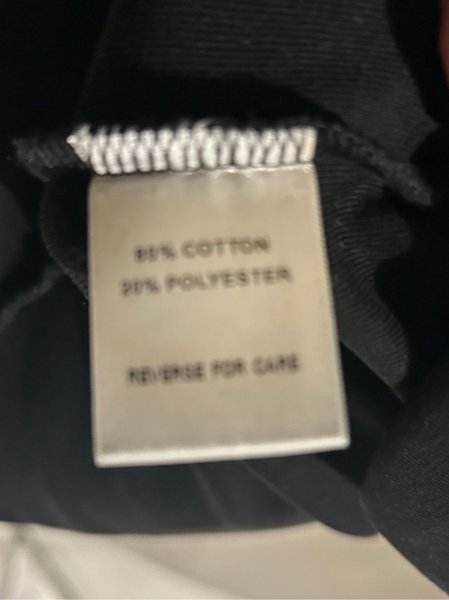 80% COTTON
20% POLYESTER
REVERSE FOR CARE